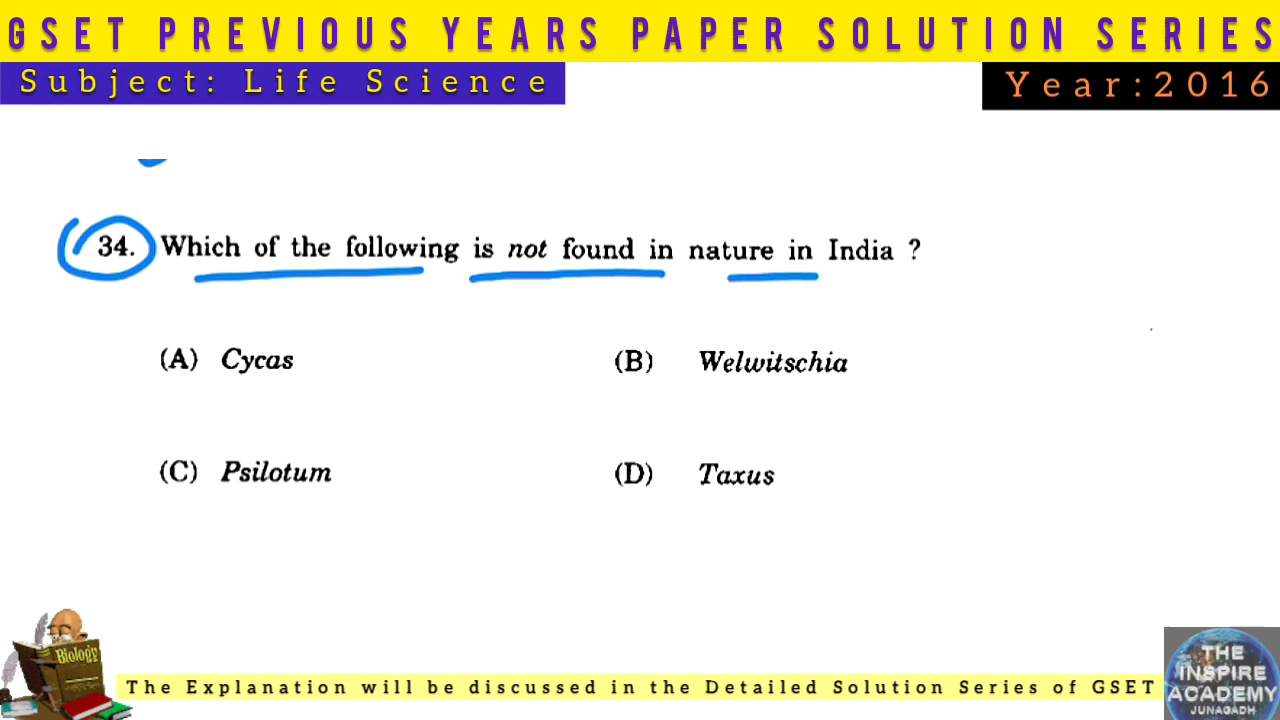 GSET PREVIOUS YEARS PAPER SOLUTION SERIES
Subject: Life Science
Year:2016
34. Which of the following is not found in nature in India ?
(A) Cycas (B) Welwitschia
(C) Psilotum (D) Taxus
Biology
The Explanation will be discussed in the Detailed Solution Series of GSET
THE
INSPIRE
ACADEMY
JUNAGADH